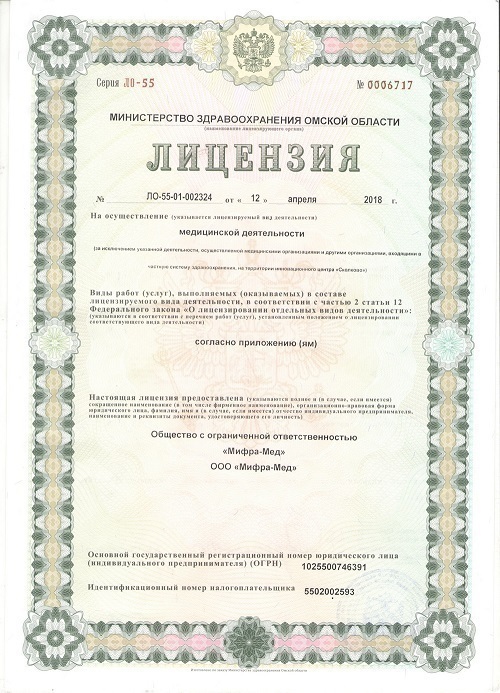 Серия ЛО-55 № 0006717
МИНИСТЕРСТВО ЗДРАВООХРАНЕНИЯ ОМСКОЙ ОБЛАСТИ
(наименование лицензирующего органа)
ЛИЦЕНЗИЯ
№ ЛО-55-01-002324 от « 12 » апреля 2018 г.
На осуществление (указывается лицензируемый вид деятельности)
медицинской деятельности
(за исключением указанной деятельности, осуществляемой медицинскими организациями и другими организациями, входящими в
частную систему здравоохранения, на территории инновационного центра «Сколково»)
Виды работ (услуг), выполняемых (оказываемых) в составе
лицензируемого вида деятельности, в соответствии с частью 2 статьи 12
Федерального закона «О лицензировании отдельных видов деятельности»:
(указываются в соответствии с перечнем работ (услуг), установленным положением о лицензировании
соответствующего вида деятельности)
согласно приложению (ям)
Настоящая лицензия предоставлена (указывается полное и (в случае, если имеется)
сокращенное наименование (в том числе фирменное наименование), организационно-правовая форма
юридического лица, фамилия, имя и (в случае, если имеется) отчество индивидуального предпринимателя,
наименование и реквизиты документа, удостоверяющего его личность)
Общество с ограниченной ответственностью
«Мифра-Мед»
ООО «Мифра-Мед»
Основной государственный регистрационный номер юридического лица
(индивидуального предпринимателя) (ОГРН) 1025500746391
Идентификационный номер налогоплательщика 5502002593